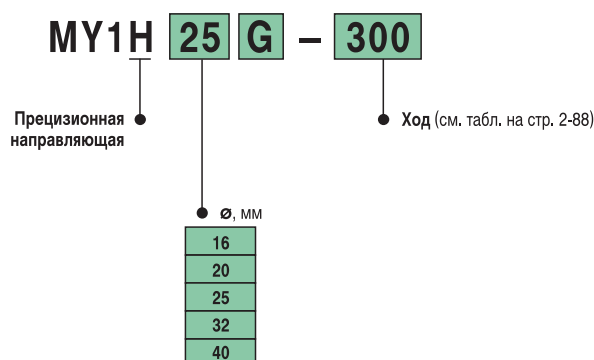 MY1H 25 G – 300
Прецизионная
направляющая
Ход (см. табл. на стр. 2-88)
ø, мм
16
20
25
32
40